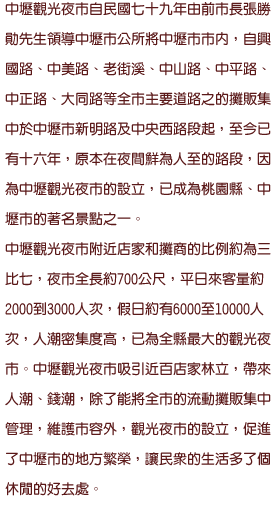 中壢觀光夜市自民國七十九年由前市長張勝
勛先生領導中壢市公所將中壢市市內，自興
國路、中美路、老街溪、中山路、中平路、
中正路、大同路等全市主要道路之的攤販集
中於中壢市新明路及中央西路段起，至今已
有十六年，原本在夜間鮮為人至的路段，因
為中壢觀光夜市的設立，已成為桃園縣、中
壢市的著名景點之一。
中壢觀光夜市附近店家和攤商的比例約為三
比七，夜市全長約700公尺，平日來客量約
2000到3000人次，假日約有6000至10000人
次，人潮密集度高，已為全縣最大的觀光夜
市。中壢觀光夜市吸引近百店家林立，帶來
人潮、錢潮，除了能將全市的流動攤販集中
管理，維護市容外，觀光夜市的設立，促進
了中壢市的地方繁榮，讓民衆的生活多了個
休閒的好去處。